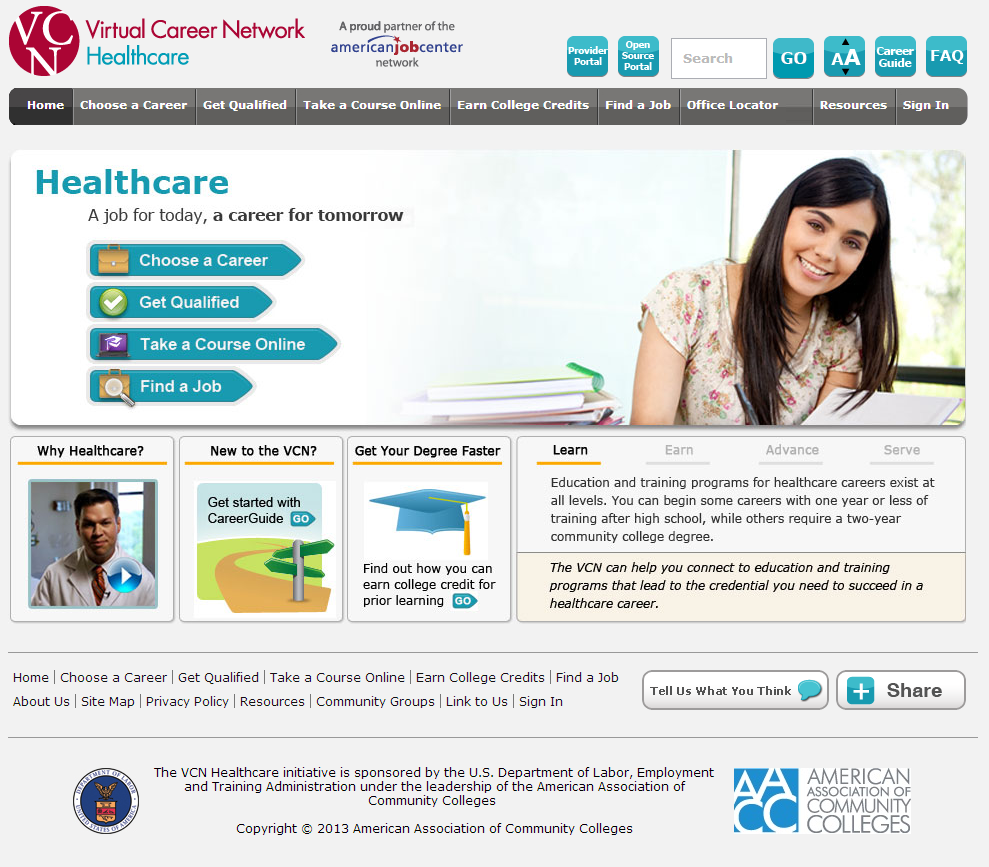 VCN
Virtual Career Network
Healthcare
A proud partner of the
americanjobcenter
network
Provider Portal
Open Source Portal
Search
GO
AA
Career Guide
FAQ
Home
Choose a Career
Get Qualified
Take a Course Online
Earn College Credits
Find a Job
Office Locator
Resources
Sign In
Healthcare
A job for today, a career for tomorrow
Choose a Career
Get Qualified
Take a Course Online
Find a Job
Why Healthcare?
New to the VCN?
Get started with
CareerGuide GO
Get Your Degree Faster
Find out how you can
earn college credit for
prior learning GO
Learn
Earn
Advance
Serve
Education and training programs for healthcare careers exist at
all levels. You can begin some careers with one year or less of
training after high school, while others require a two-year
community college degree.
The VCN can help you connect to education and training
programs that lead to the credential you need to succeed in a
healthcare career.
Home | Choose a Career | Get Qualified | Take a Course Online | Earn College Credits | Find a Job
About Us | Site Map | Privacy Policy | Resources | Community Groups | Link to Us | Sign In
Tell Us What You Think
Share
DEPARTMENT OF LABOR
UNITED STATES OF AMERICA
The VCN Healthcare initiative is sponsored by the U.S. Department of Labor, Employment
and Training Administration under the leadership of the American Association of
Community Colleges
Copyright © 2013 American Association of Community Colleges
AACC
AMERICAN
ASSOCIATION OF
COMMUNITY
COLLEGES